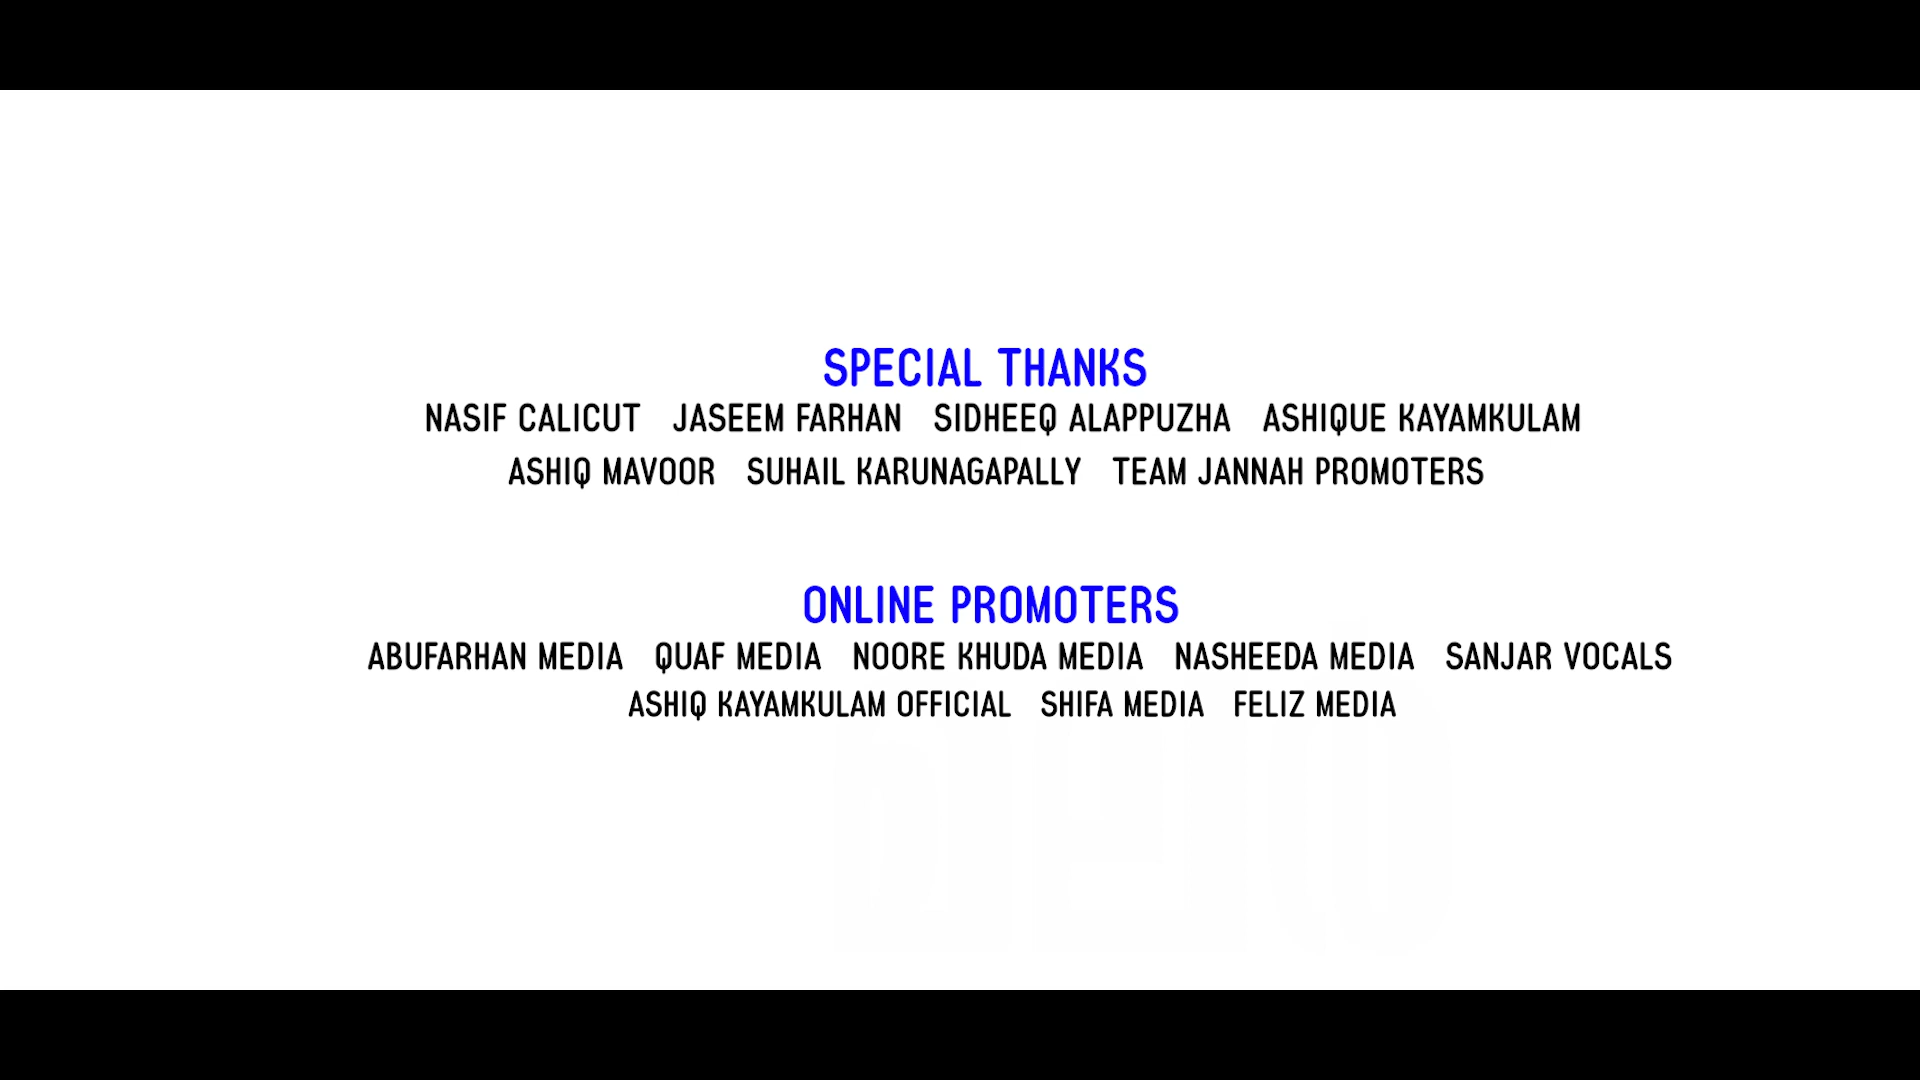 SPECIAL THANKS
NASIF CALICUT JASEEM FARHAN SIDHEEQ ALAPPUZHA ASHIQUE KAYAMKULAM
ASHIQ MAVOOR SUHAIL KARUNAGAPALLY TEAM JANNAH PROMOTERS
ONLINE PROMOTERS
ABUFARHAN MEDIA QUAF MEDIA NOORE KHUDA MEDIA NASHEEDA MEDIA SANJAR VOCALS
ASHIQ KAYAMKULAM OFFICIAL SHIFA MEDIA FELIZ MEDIA